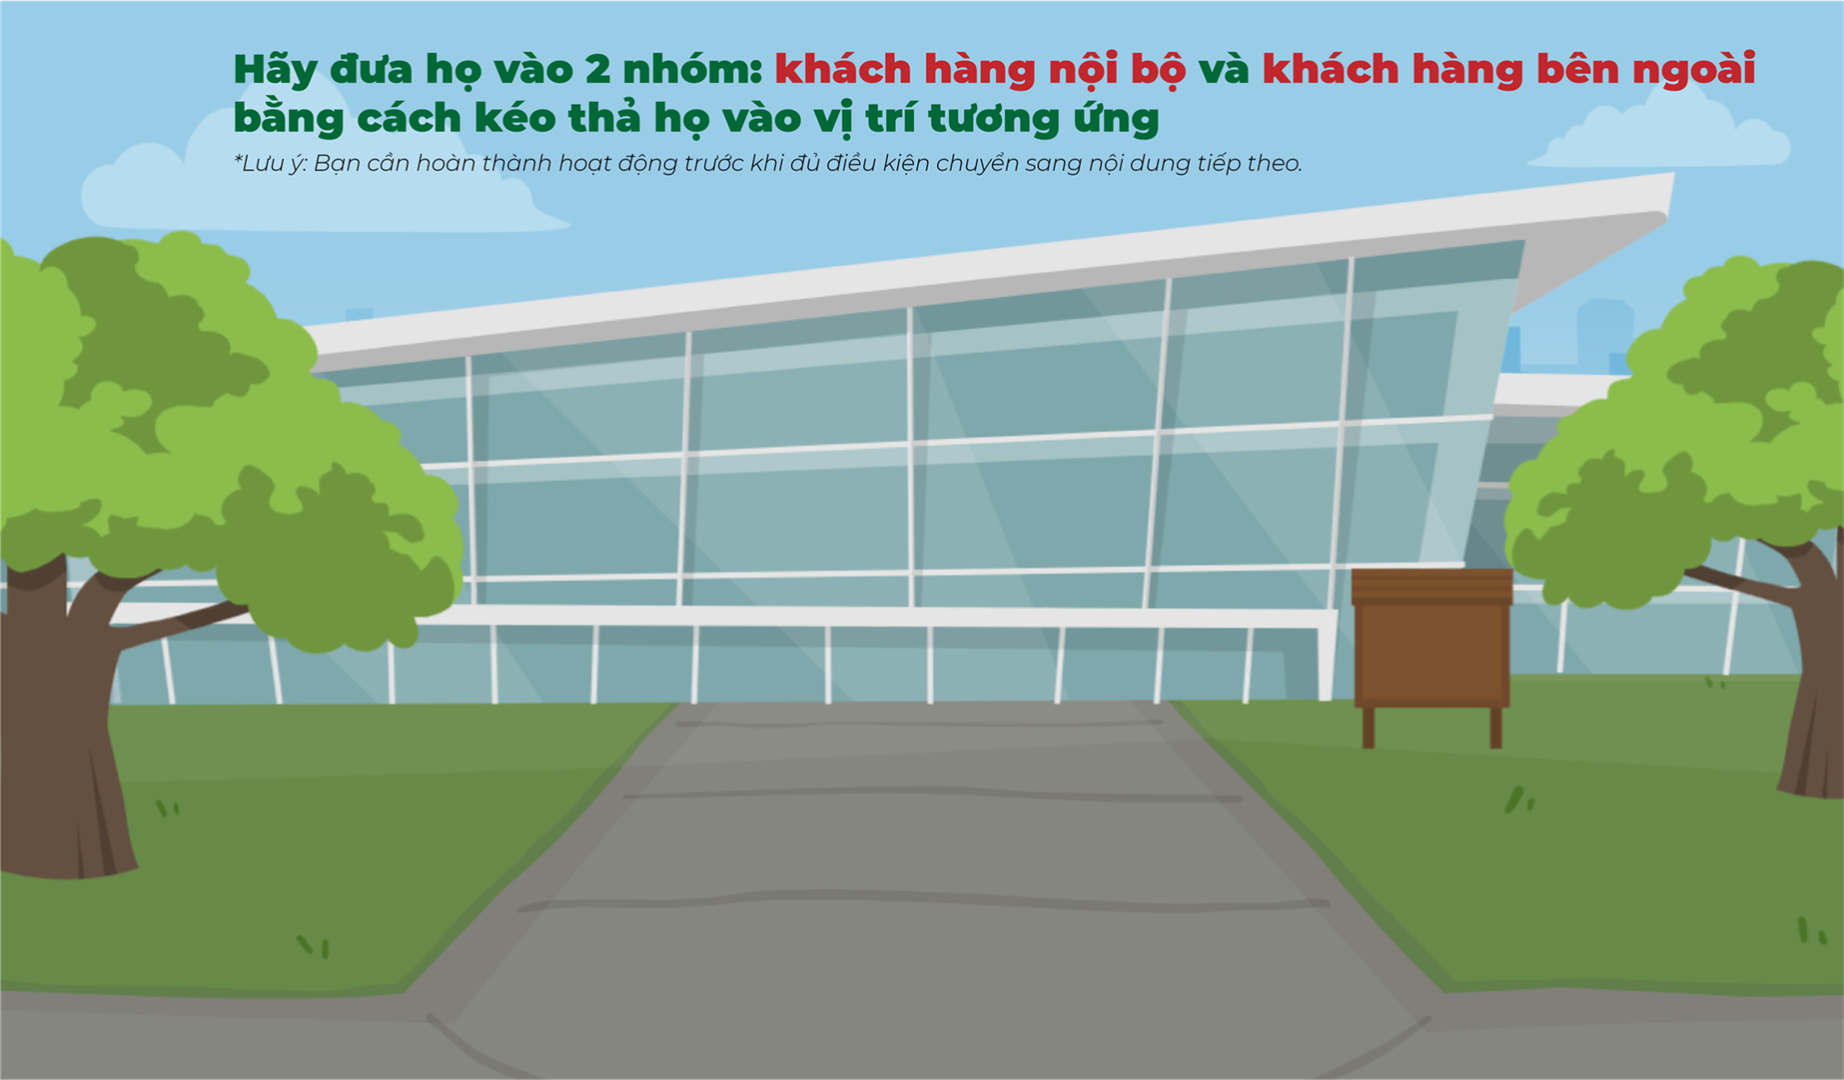 Hãy đưa họ vào 2 nhóm: khách hàng nội bộ và khách hàng bên ngoài
bằng cách kéo thả họ vào vị trí tương ứng
*Lưu ý: Bạn cần hoàn thành hoạt động trước khi đủ điều kiện chuyển sang nội dung tiếp theo.